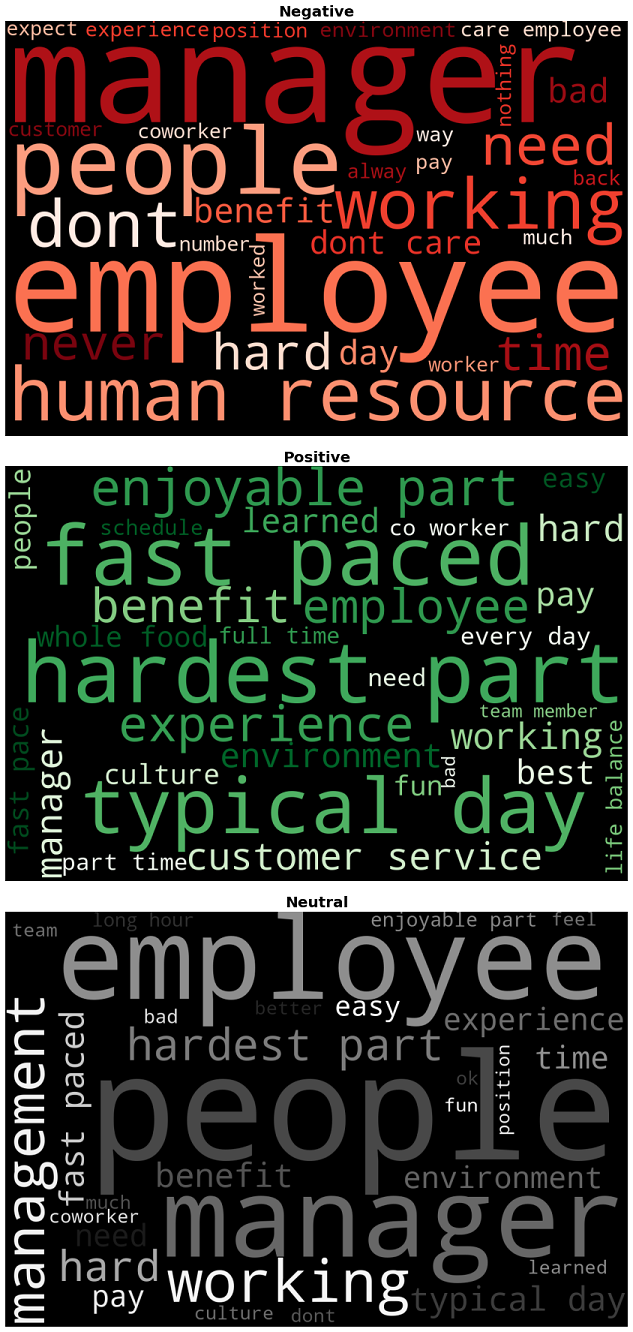 Negative
expect experience position environment care employee
manager
nothing
bad
customer coworker way
people
need
alway pay
back
dont
benefit
working
number
dont care
much
employee
worked
never
hard
day
worker
time
human resource
Positive
people
enjoyable part
easy
schedule
learned
co worker
hard
fast paced
benefit
employee
pay
whole food
full time
every day
hardest part
need
fast pace
team member
experience
working
manager
environment
bad
life balance
culture
fun
best
typical day
part time
customer service
Neutral
team
long hour
enjoyable part
feel
employee
management
bad
better
easy
experience
fast paced
hardest part
time
people
ok
fun
position
benefit
environment
much
coworker
need
manager
hard
working
learned
pay
typical day
culture
dont